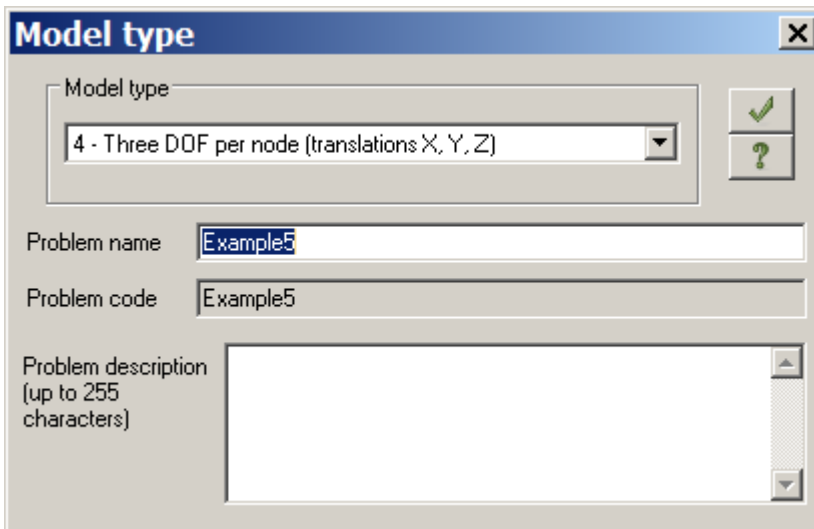 Model type
Model type
4 - Three DOF per node (translations X, Y, Z)
Problem name
Example5
Problem code
Example5
Problem description
(up to 255
characters)